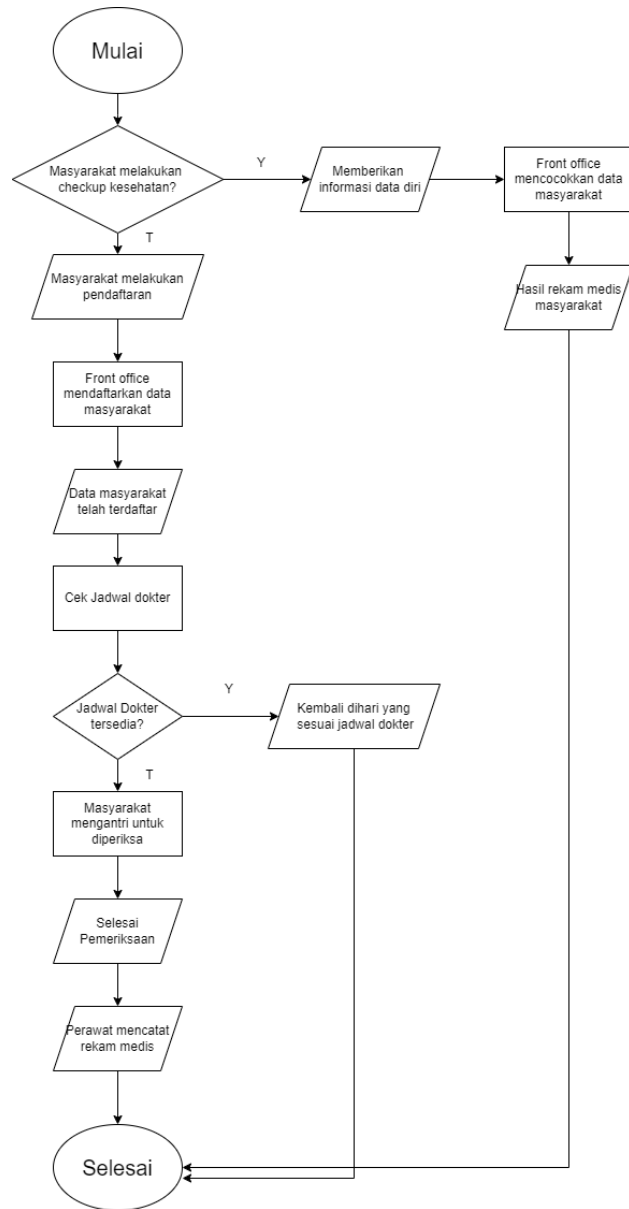 Mulai
Masyarakat melakukan
checkup kesehatan?
Y
Memberikan
informasi data diri
Front office
mencocokkan data
masyarakat
T
Masyarakat melakukan
pendaftaran
Hasil rekam medis
masyarakat
Front office
mendaftarkan data
masyarakat
Data masyarakat
telah terdaftar
Cek Jadwal dokter
Jadwal Dokter
tersedia?
Y
Kembali dihari yang
sesuai jadwal dokter
T
Masyarakat
mengantri untuk
diperiksa
Selesai
Pemeriksaan
Perawat mencatat
rekam medis
Selesai